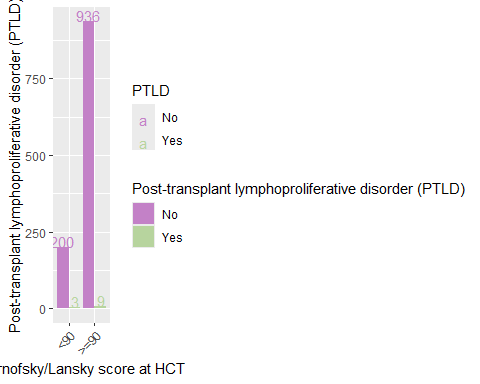 Post-transplant lymphoproliferative disorder (PTLD)
750
500
250
0
936
200
3
9
<90
>=90
rnofsky/Lansky score at HCT
PTLD
a No
a Yes
Post-transplant lymphoproliferative disorder (PTLD)
No
Yes